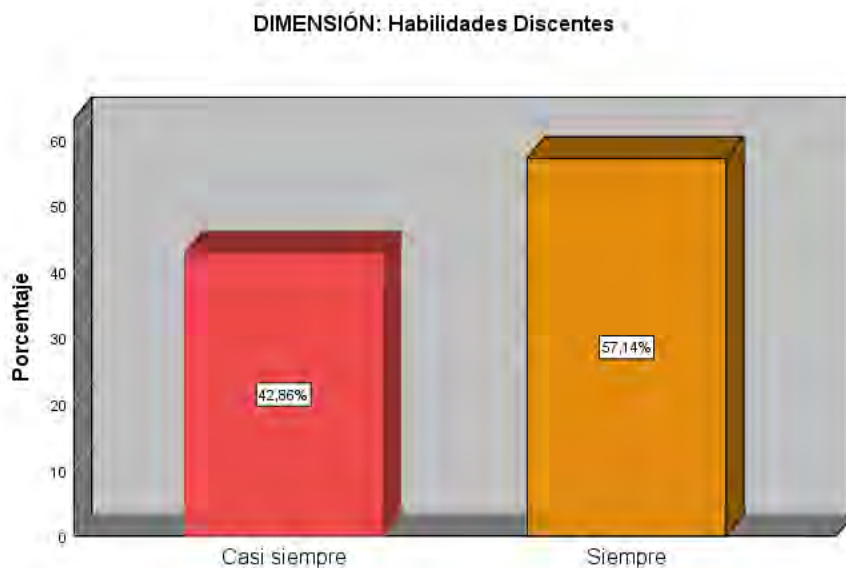 DIMENSIÓN: Habilidades Discentes
Porcentaje
60
50
40
30
20
10
0
42,86%
57,14%
Casi siempre
Siempre